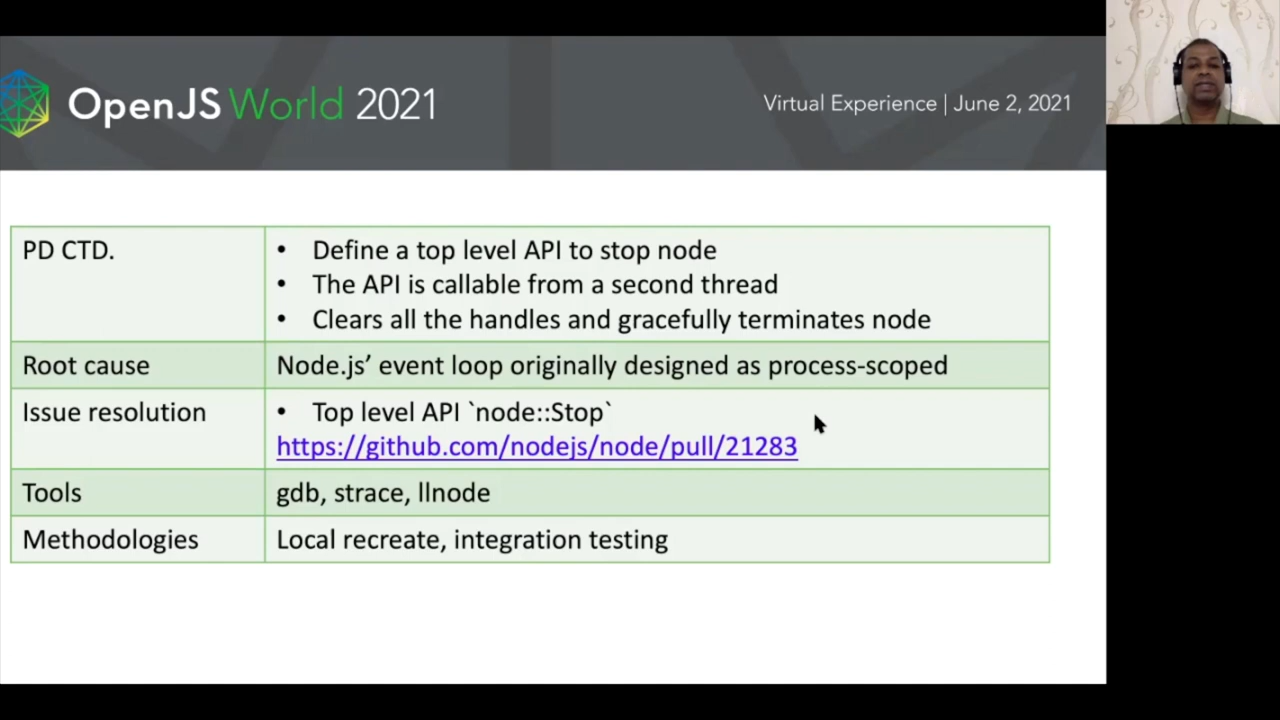 OpenJS World 2021
Virtual Experience | June 2, 2021
PD CTD.
• Define a top level API to stop node
• The API is callable from a second thread
• Clears all the handles and gracefully terminates node
Root cause
Node.js’ event loop originally designed as process-scoped
Issue resolution
• Top level API `node::Stop`
https://github.com/nodejs/node/pull/21283
Tools
gdb, strace, llnode
Methodologies
Local recreate, integration testing